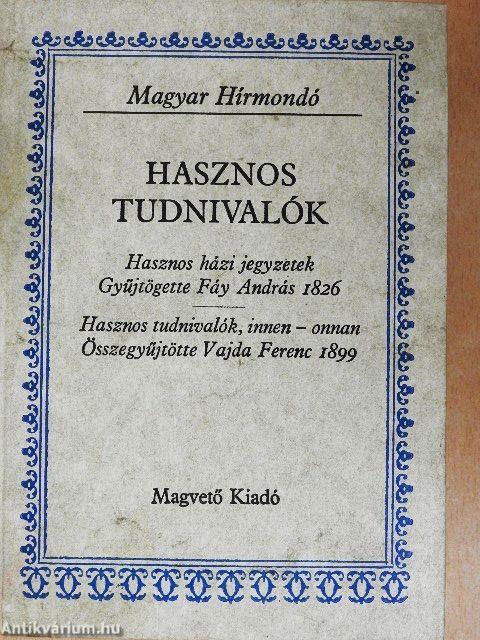 Magyar Hírmondó
HASZNOS
TUDNIVALÓK
Hasznos házi jegyzetek
Gyűjtögette Fáy András 1826
Hasznos tudnivalók, innen – onnan
Összegyűjtötte Vajda Ferenc 1899
Magvető Kiadó
Antikvárium.hu